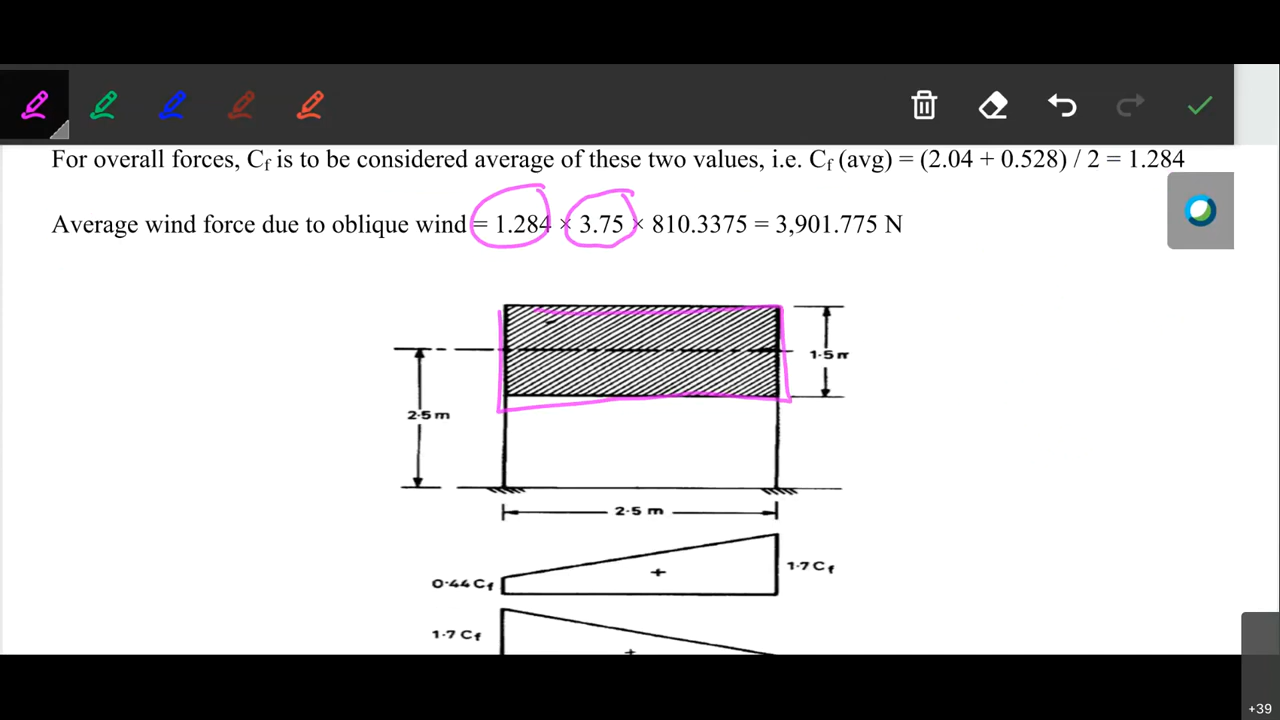 For overall forces, Cf is to be considered average of these two values, i.e. Cf (avg) = (2.04 + 0.528) / 2 = 1.284
Average wind force due to oblique wind = 1.284 × 3.75 × 810.3375 = 3,901.775 N
1·5 m
2·5 m
2·5 m
0·44 Cf
+
1·7 Cf
1·7 Cf
+
+39